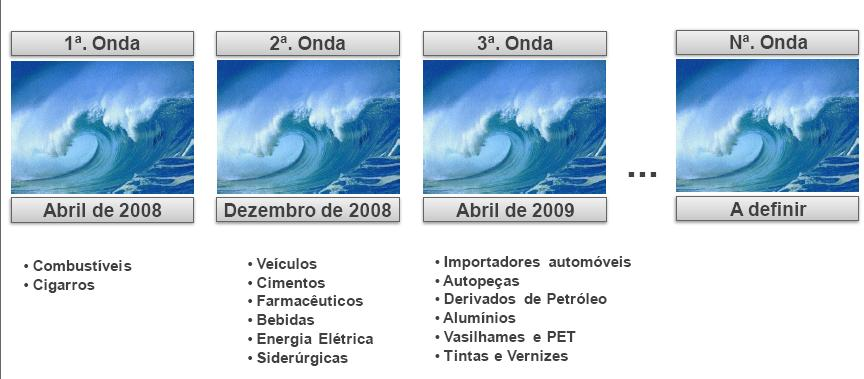 1ª. Onda
Abril de 2008
• Combustíveis
• Cigarros
2ª. Onda
Dezembro de 2008
• Veículos
• Cimentos
• Farmacêuticos
• Bebidas
• Energia Elétrica
• Siderúrgicas
3ª. Onda
Abril de 2009
• Importadores automóveis
• Autopeças
• Derivados de Petróleo
• Alumínios
• Vasilhames e PET
• Tintas e Vernizes
...
Nª. Onda
A definir